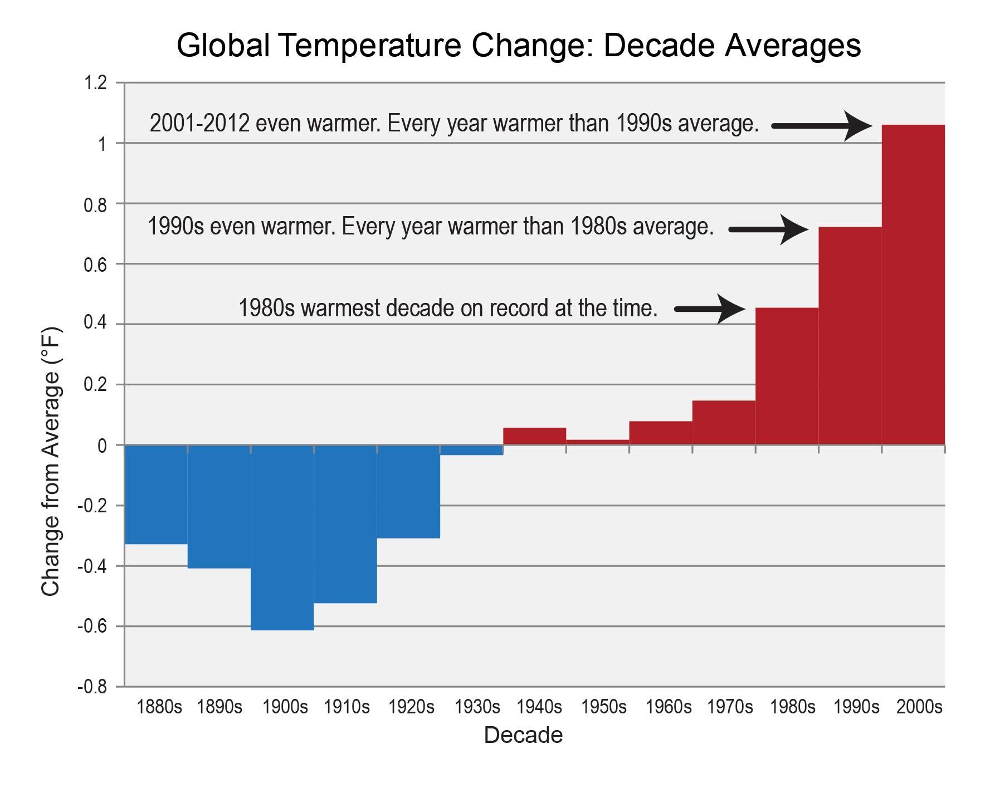 Global Temperature Change: Decade Averages
1.2
2001-2012 even warmer. Every year warmer than 1990s average.
1
0.8
1990s even warmer. Every year warmer than 1980s average.
0.6
1980s warmest decade on record at the time.
0.4
Change from Average (°F)
0.2
0
-0.2
-0.4
-0.6
-0.8
1880s 1890s 1900s 1910s 1920s 1930s 1940s 1950s 1960s 1970s 1980s 1990s 2000s
Decade